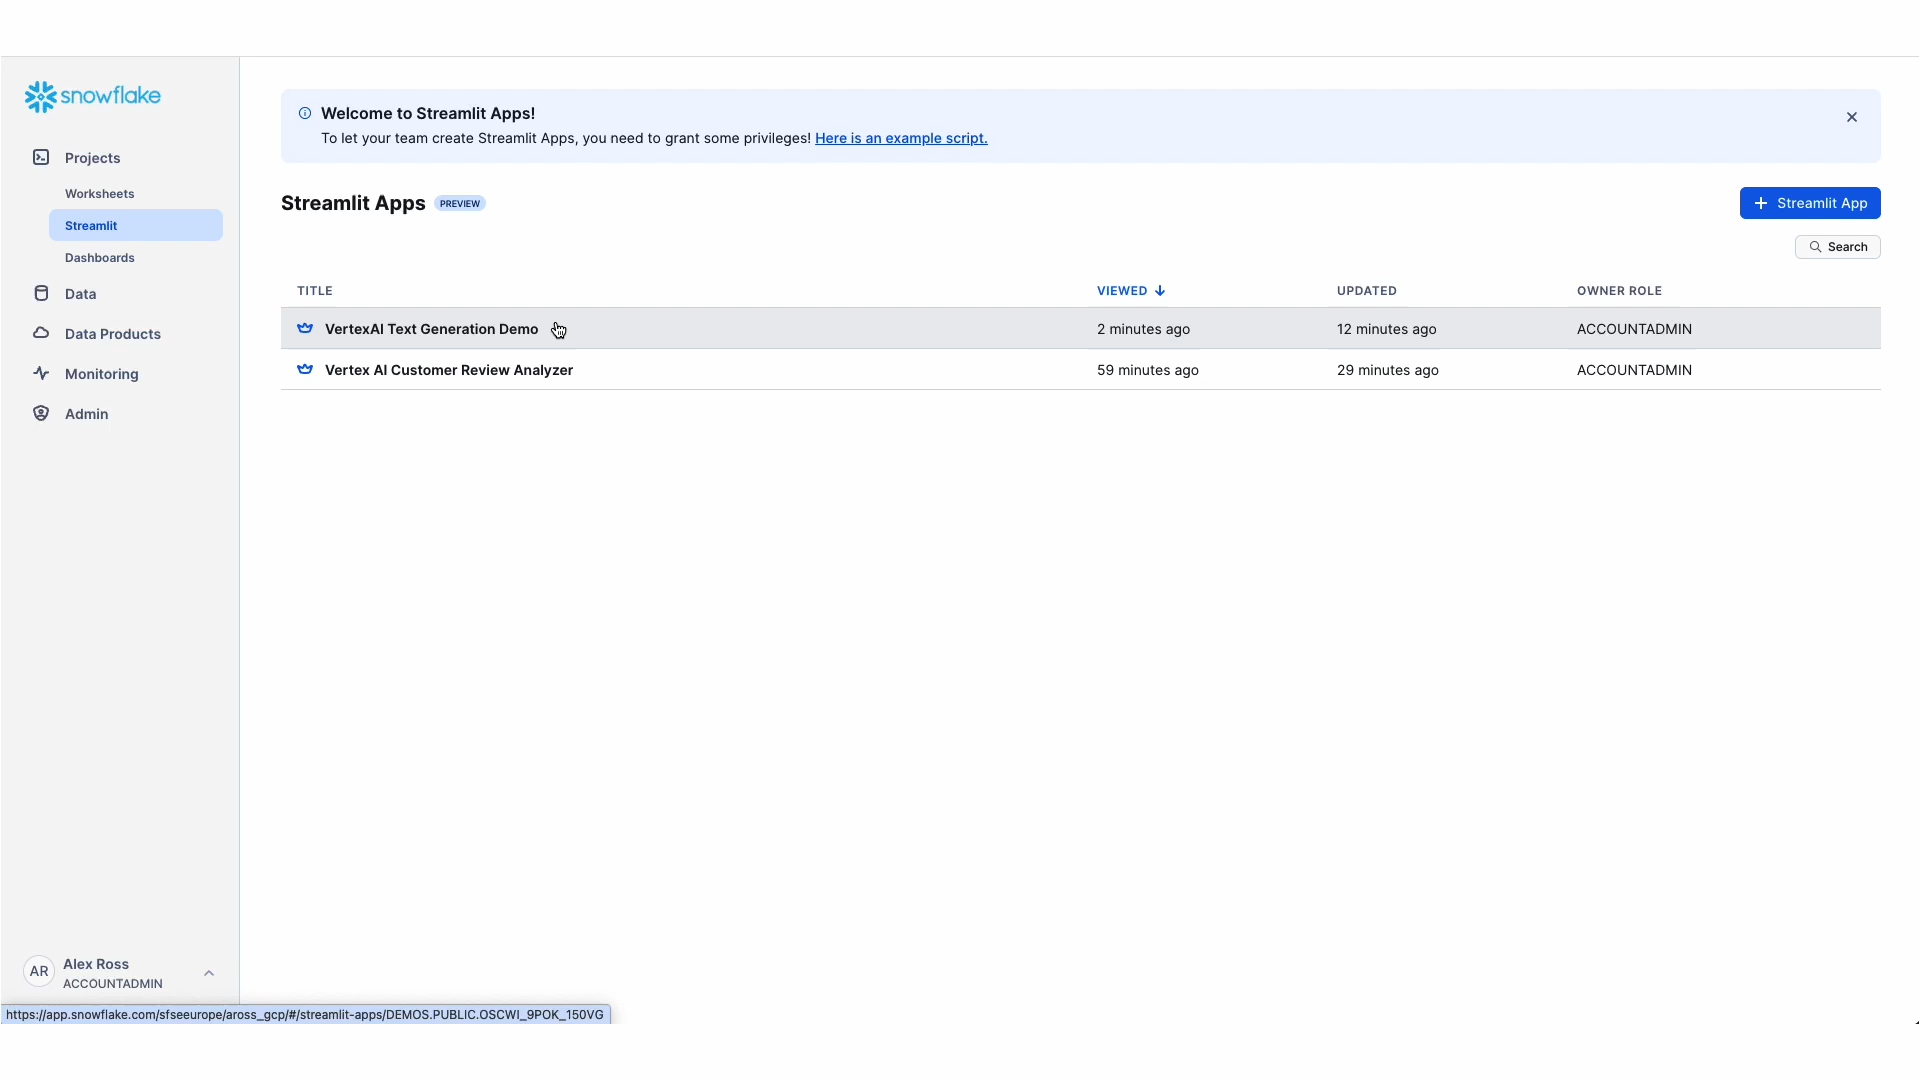 snowflake
Projects
Worksheets
Streamlit
Dashboards
Data
Data Products
Monitoring
Admin
Welcome to Streamlit Apps!
To let your team create Streamlit Apps, you need to grant some privileges! Here is an example script.
Streamlit Apps PREVIEW
+ Streamlit App
Search
TITLE VIEWED ↓ UPDATED OWNER ROLE
VertexAI Text Generation Demo 2 minutes ago 12 minutes ago ACCOUNTADMIN
Vertex AI Customer Review Analyzer 59 minutes ago 29 minutes ago ACCOUNTADMIN
AR Alex Ross
ACCOUNTADMIN
https://app.snowflake.com/sfseeurope/aross_gcp/#/streamlit-apps/DEMOS.PUBLIC.OSCWI_9POK_150VG